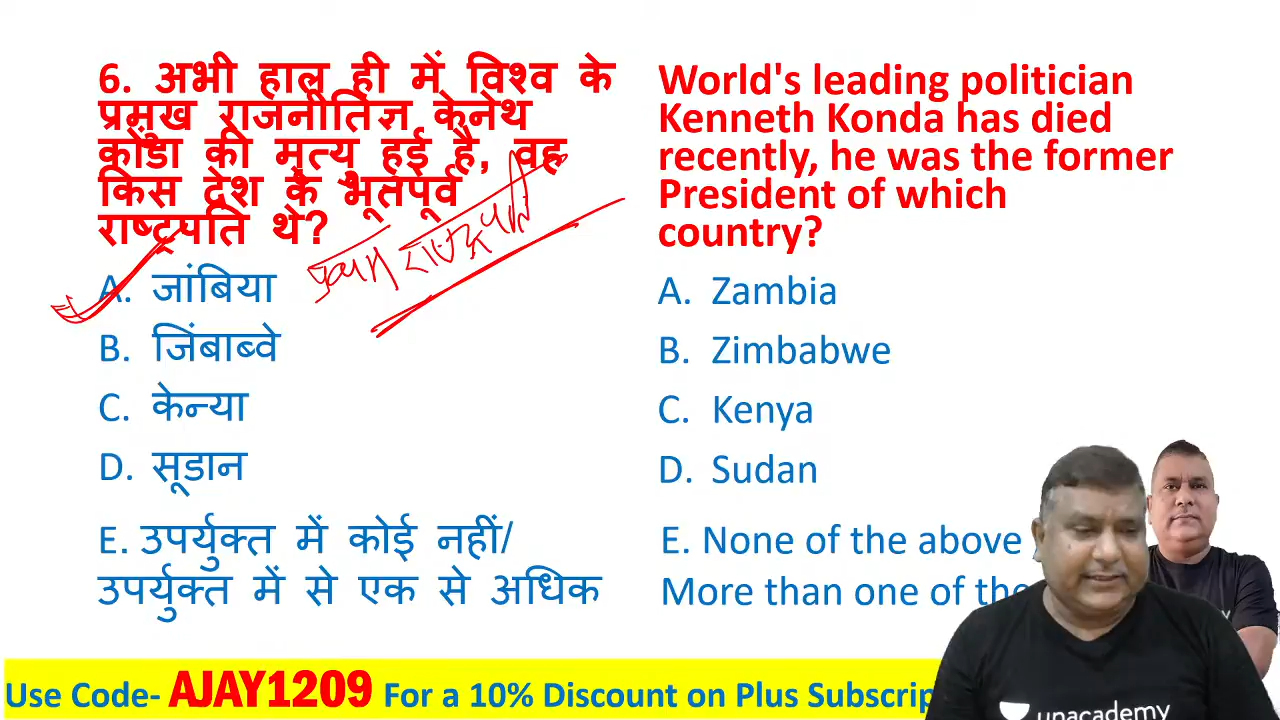 6. अभी हाल ही में विश्व के
प्रमुख राजनीतिज्ञ केनेथ
कोंडा की मृत्यु हुई है, वह
किस देश के भूतपूर्व
राष्ट्रपति थे?
प्रथम राष्ट्रपति
A. जांबिया
B. जिंबाब्वे
C. केन्या
D. सूडान
E. उपर्युक्त में कोई नहीं/
उपर्युक्त में से एक से अधिक
World's leading politician
Kenneth Konda has died
recently, he was the former
President of which
country?
A. Zambia
B. Zimbabwe
C. Kenya
D. Sudan
E. None of the above
More than one of the
Use Code- AJAY1209 For a 10% Discount on Plus Subscrip
unacademy